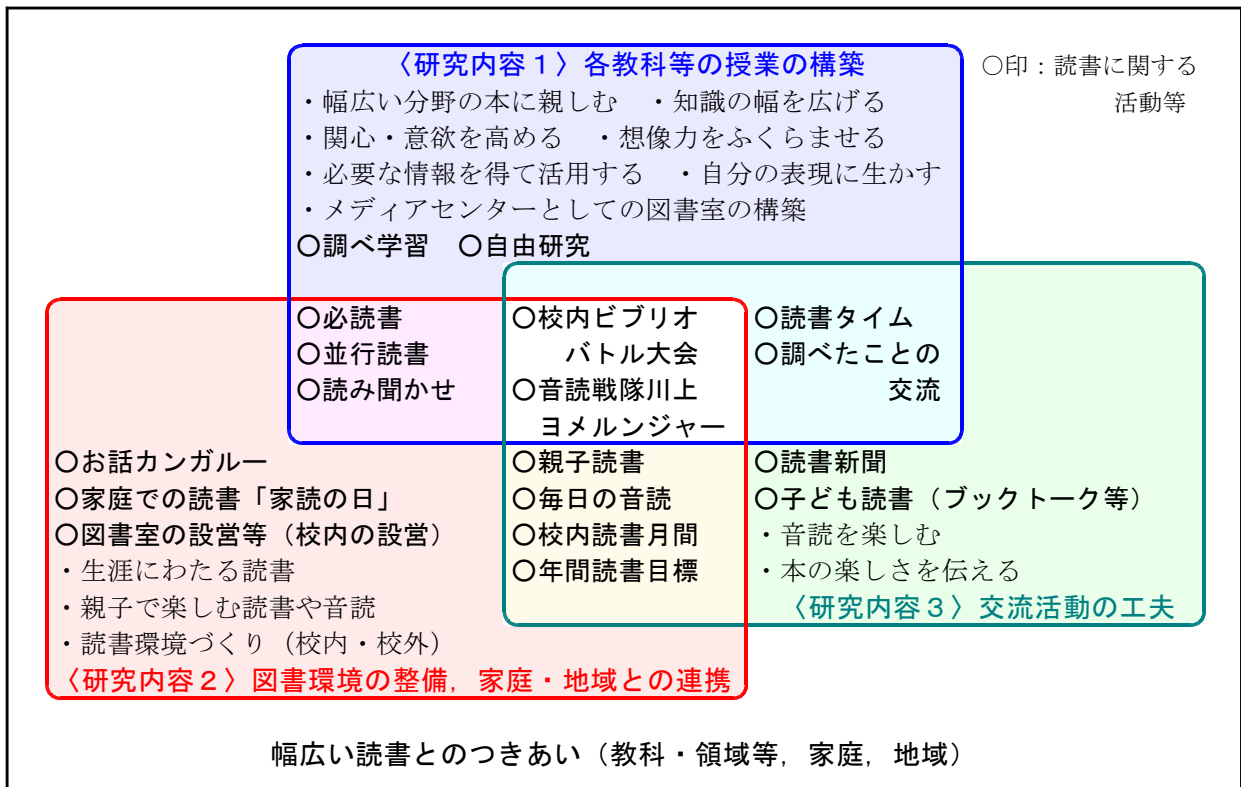 〈研究内容１〉各教科等の授業の構築
○印：読書に関する
活動等
・幅広い分野の本に親しむ　・知識の幅を広げる
・関心・意欲を高める　・想像力をふくらませる
・必要な情報を得て活用する　・自分の表現に生かす
・メディアセンターとしての図書室の構築
○調べ学習　○自由研究
○必読書
○並行読書
○読み聞かせ
○校内ビブリオ
バトル大会
○音読戦隊川上
ヨメルンジャー
○読書タイム
○調べたことの
交流
○お話カンガルー
○家庭での読書「家読の日」
○図書室の設営等（校内の設営）
・生涯にわたる読書
・親子で楽しむ読書や音読
・読書環境づくり（校内・校外）
〈研究内容２〉図書環境の整備，家庭・地域との連携
○親子読書
○毎日の音読
○校内読書月間
○年間読書目標
○読書新聞
○子ども読書（ブックトーク等）
・音読を楽しむ
・本の楽しさを伝える
〈研究内容３〉交流活動の工夫
幅広い読書とのつきあい（教科・領域等，家庭，地域）